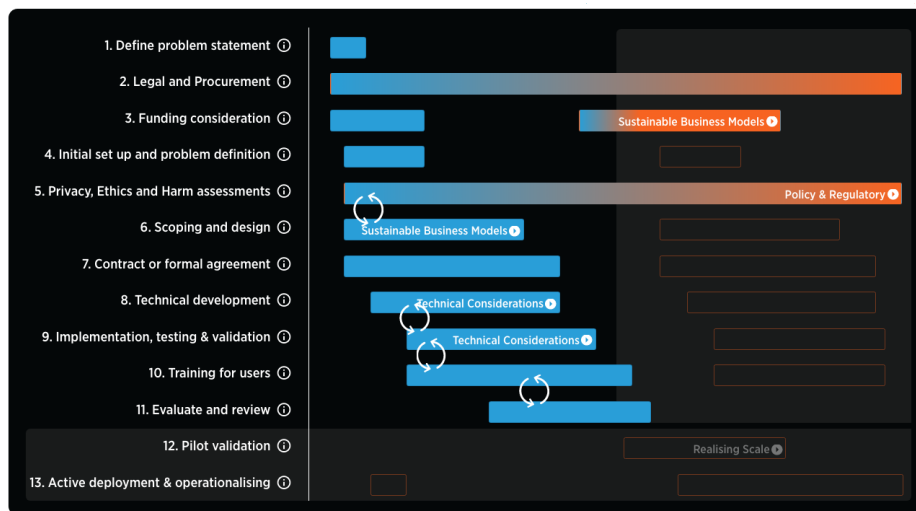 1. Define problem statement
2. Legal and Procurement
3. Funding consideration
Sustainable Business Models
4. Initial set up and problem definition
5. Privacy, Ethics and Harm assessments
Policy & Regulatory
6. Scoping and design
Sustainable Business Models
7. Contract or formal agreement
8. Technical development
Technical Considerations
9. Implementation, testing & validation
Technical Considerations
10. Training for users
11. Evaluate and review
12. Pilot validation
Realising Scale
13. Active deployment & operationalising